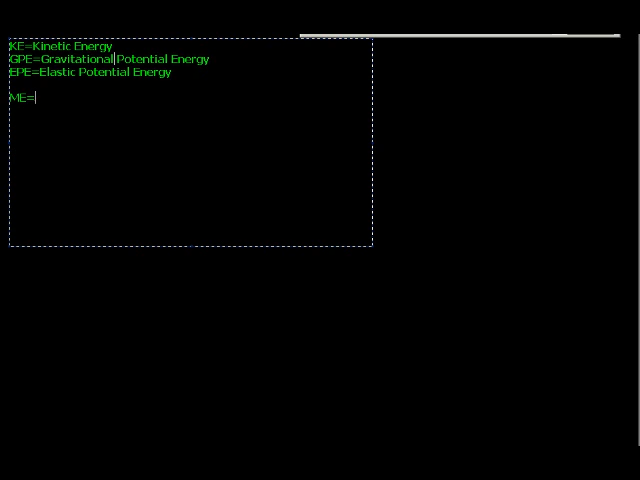 KE=Kinetic Energy
GPE=Gravitational Potential Energy
EPE=Elastic Potential Energy
ME=